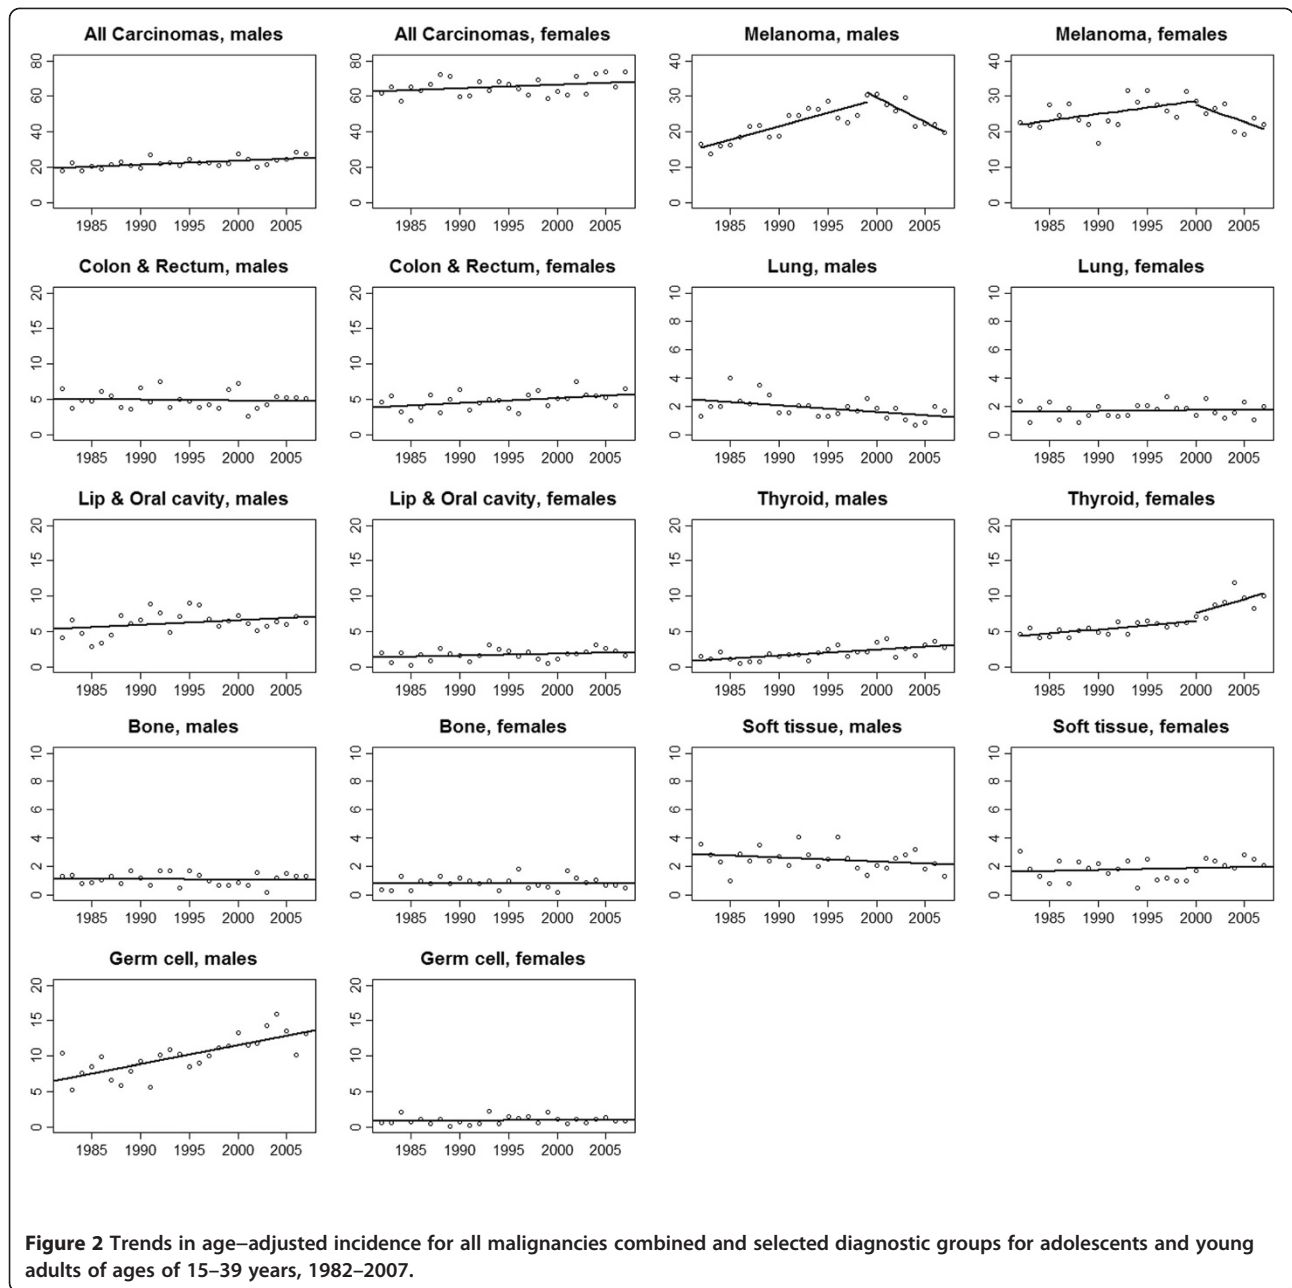 All Carcinomas, males
80
60
40
20
0
1985 1990 1995 2000 2005
All Carcinomas, females
80
60
40
20
0
1985 1990 1995 2000 2005
Melanoma, males
40
30
20
10
0
1985 1990 1995 2000 2005
Melanoma, females
40
30
20
10
0
1985 1990 1995 2000 2005
Colon & Rectum, males
20
15
10
5
0
1985 1990 1995 2000 2005
Colon & Rectum, females
20
15
10
5
0
1985 1990 1995 2000 2005
Lung, males
10
8
6
4
2
0
1985 1990 1995 2000 2005
Lung, females
10
8
6
4
2
0
1985 1990 1995 2000 2005
Lip & Oral cavity, males
20
15
10
5
0
1985 1990 1995 2000 2005
Lip & Oral cavity, females
20
15
10
5
0
1985 1990 1995 2000 2005
Thyroid, males
20
15
10
5
0
1985 1990 1995 2000 2005
Thyroid, females
20
15
10
5
0
1985 1990 1995 2000 2005
Bone, males
10
8
6
4
2
0
1985 1990 1995 2000 2005
Bone, females
10
8
6
4
2
0
1985 1990 1995 2000 2005
Soft tissue, males
10
8
6
4
2
0
1985 1990 1995 2000 2005
Soft tissue, females
10
8
6
4
2
0
1985 1990 1995 2000 2005
Germ cell, males
20
15
10
5
0
1985 1990 1995 2000 2005
Germ cell, females
20
15
10
5
0
1985 1990 1995 2000 2005
Figure 2 Trends in age–adjusted incidence for all malignancies combined and selected diagnostic groups for adolescents and young
adults of ages of 15–39 years, 1982–2007.